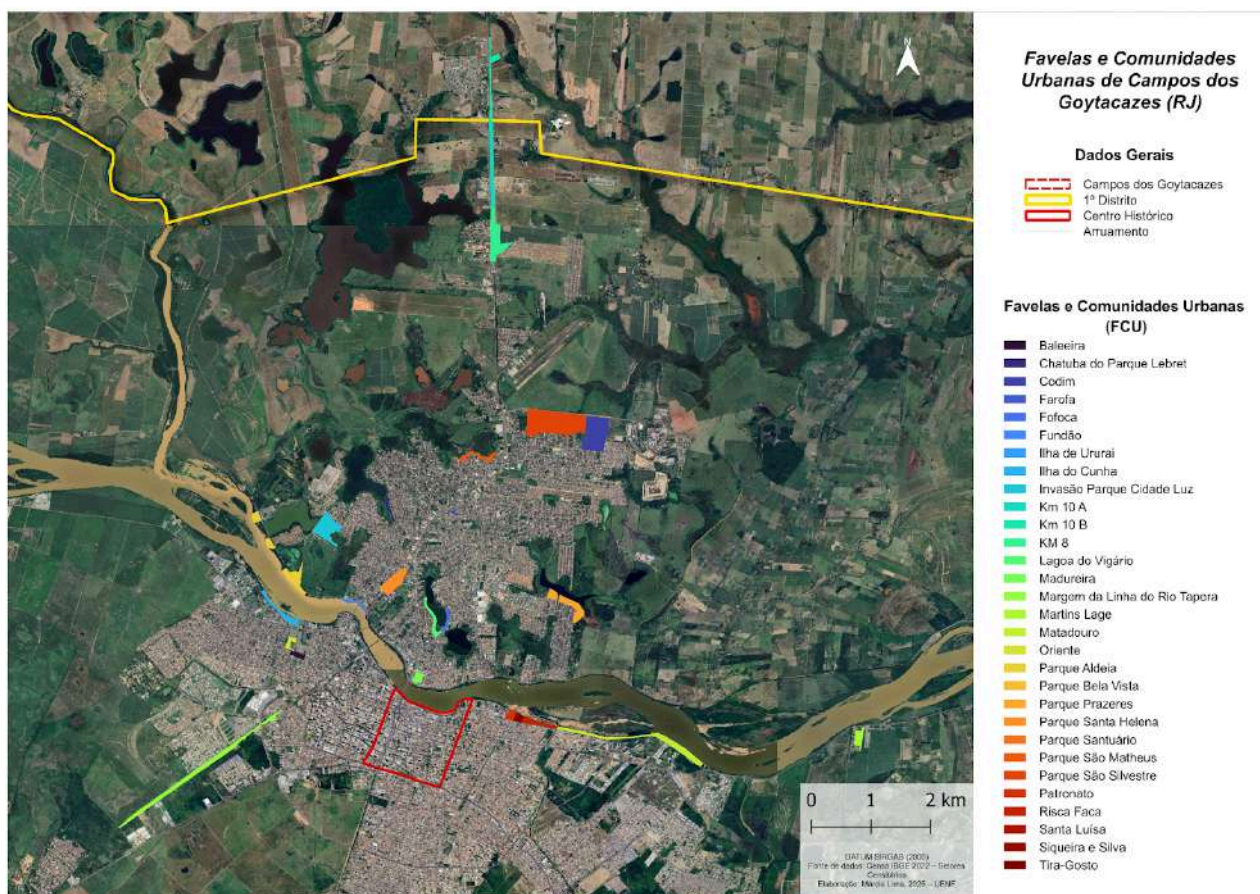 N
Favelas e Comunidades
Urbanas de Campos dos
Goytacazes (RJ)
Dados Gerais
Campos dos Goytacazes
1º Distrito
Centro Histórico
Arruamento
Favelas e Comunidades Urbanas
(FCU)
Baleeira
Chatuba do Parque Lebret
Codim
Farofa
Fofoca
Fundão
Ilha de Ururai
Ilha do Cunha
Invasão Parque Cidade Luz
Km 10 A
Km 10 B
KM 8
Lagoa do Vigário
Madureira
Margem da Linha do Rio Tapera
Martins Lage
Matadouro
Oriente
Parque Aldeia
Parque Bela Vista
Parque Prazeres
Parque Santa Helena
Parque Santuário
Parque São Matheus
Parque São Silvestre
Patronato
Risca Faca
Santa Luísa
Siqueira e Silva
Tira-Gosto
0 1 2 km
DATUM SIRGAS (2000)
Fonte de dados: Censo IBGE 2022 – Setores
Censitários
Elaboração: Márcia Lima, 2025 – UENF